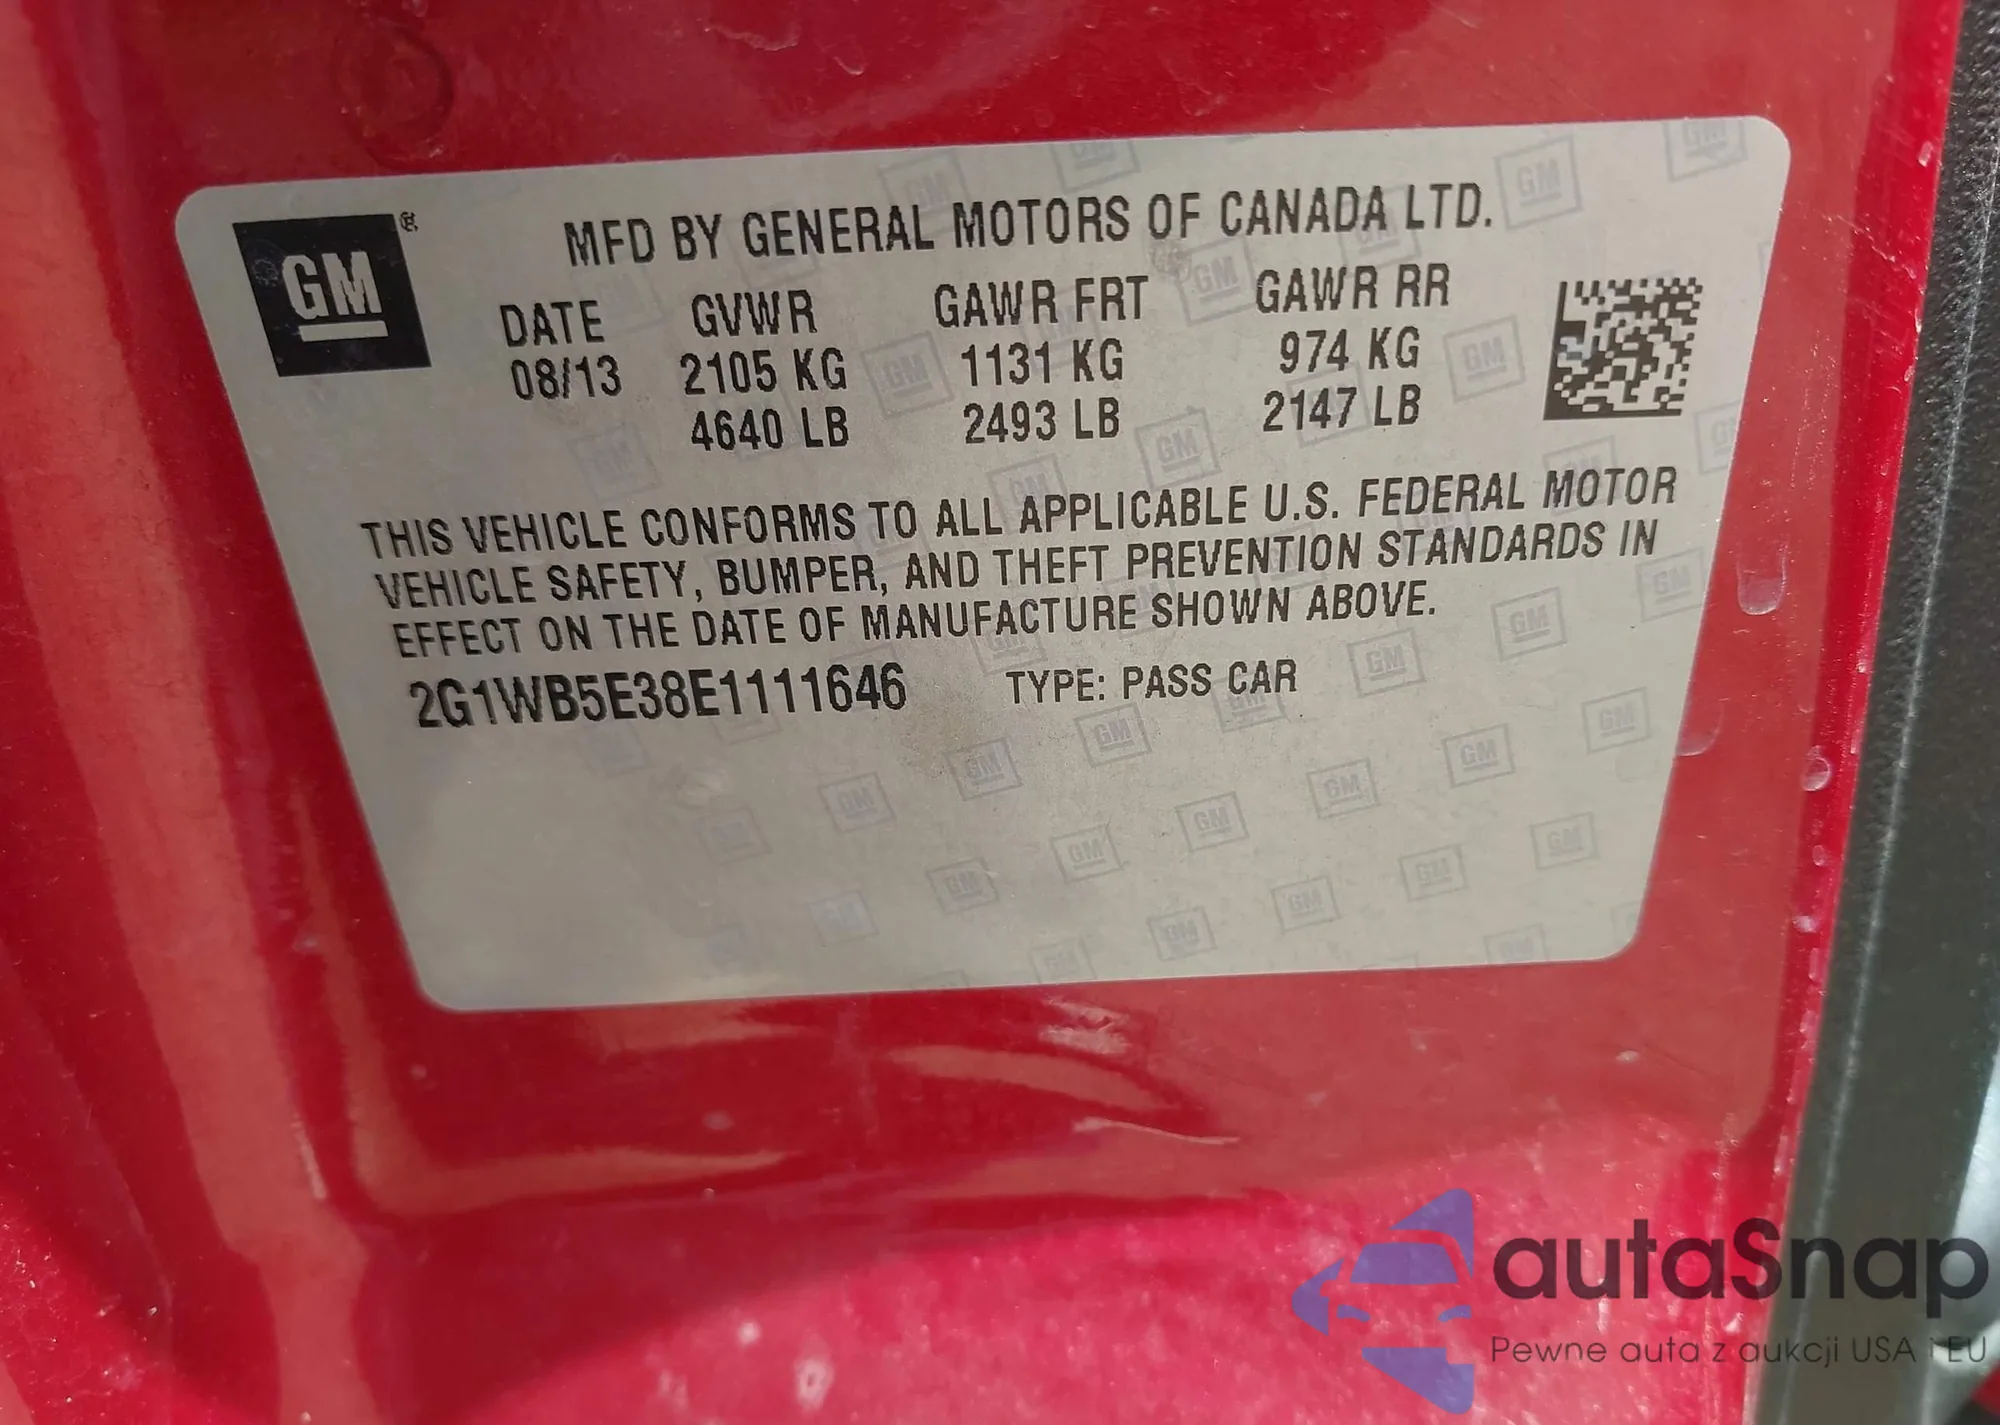 GM ®
MFD BY GENERAL MOTORS OF CANADA LTD.
DATE GVWR GAWR FRT GAWR RR
08/13 2105 KG 1131 KG 974 KG
4640 LB 2493 LB 2147 LB
THIS VEHICLE CONFORMS TO ALL APPLICABLE U.S. FEDERAL MOTOR
VEHICLE SAFETY, BUMPER, AND THEFT PREVENTION STANDARDS IN
EFFECT ON THE DATE OF MANUFACTURE SHOWN ABOVE.
2G1WB5E38E1111646 TYPE: PASS CAR
autaSnap
Pewne auta z aukcji USA i EU